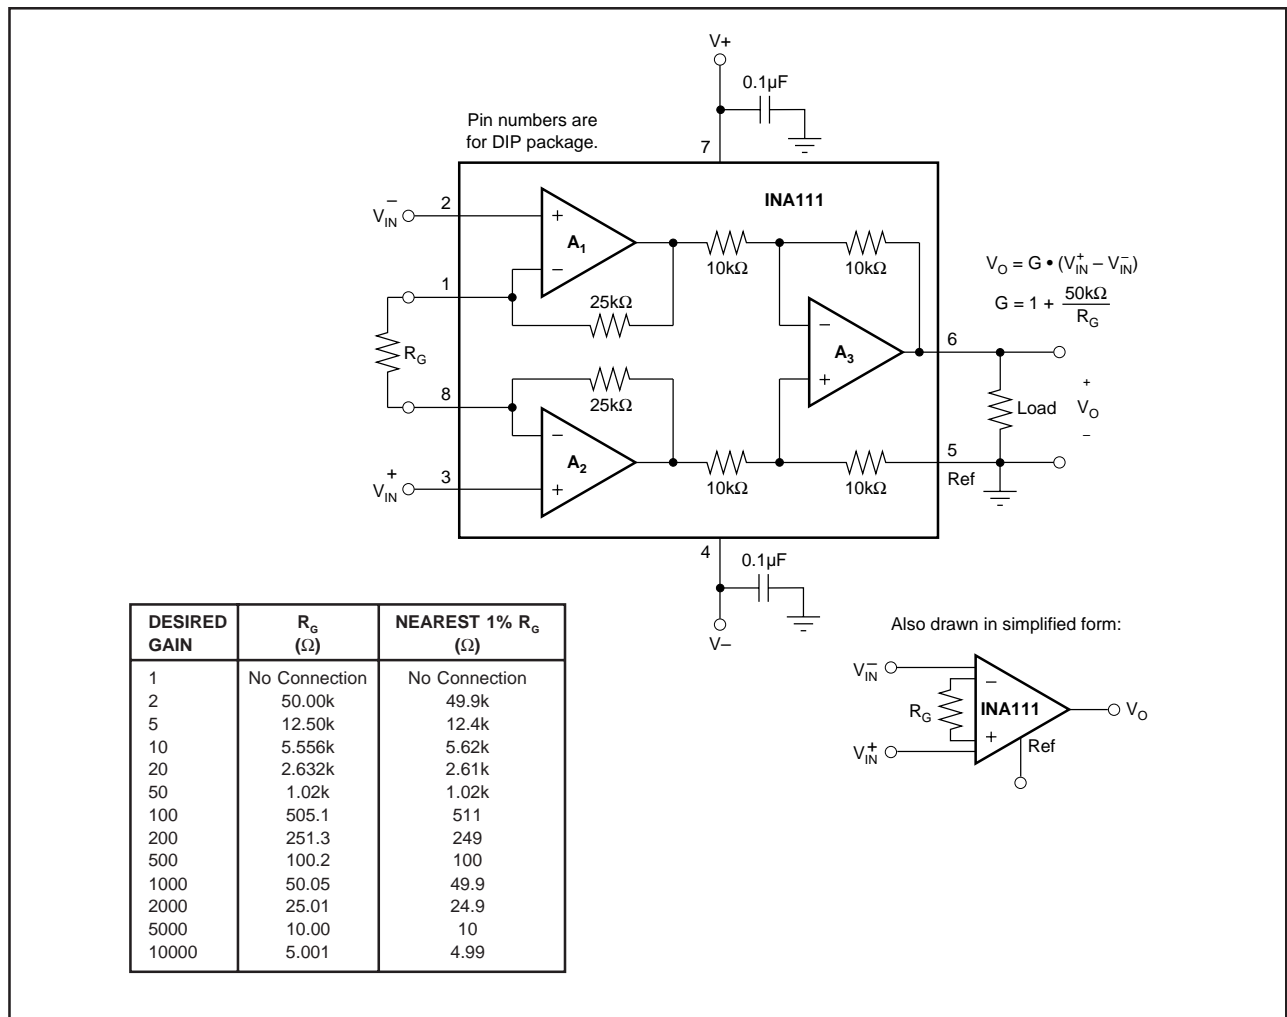 V+
0.1µF
Pin numbers are
for DIP package.
7
INA111
2
V⁻IN
+
A1
−
10kΩ
10kΩ
1
25kΩ
RG
VO = G • (V⁺IN – V⁻IN)
G = 1 + 50kΩ / RG
−
A3
+
6
8
25kΩ
−
A2
+
3
V⁺IN
10kΩ
10kΩ
5
Ref
Load
+
VO
−
4
0.1µF
V–
DESIRED GAIN | RG (Ω) | NEAREST 1% RG (Ω)
1 | No Connection | No Connection
2 | 50.00k | 49.9k
5 | 12.50k | 12.4k
10 | 5.556k | 5.62k
20 | 2.632k | 2.61k
50 | 1.02k | 1.02k
100 | 505.1 | 511
200 | 251.3 | 249
500 | 100.2 | 100
1000 | 50.05 | 49.9
2000 | 25.01 | 24.9
5000 | 10.00 | 10
10000 | 5.001 | 4.99
Also drawn in simplified form:
V⁻IN
−
RG
INA111
+
V⁺IN
Ref
VO